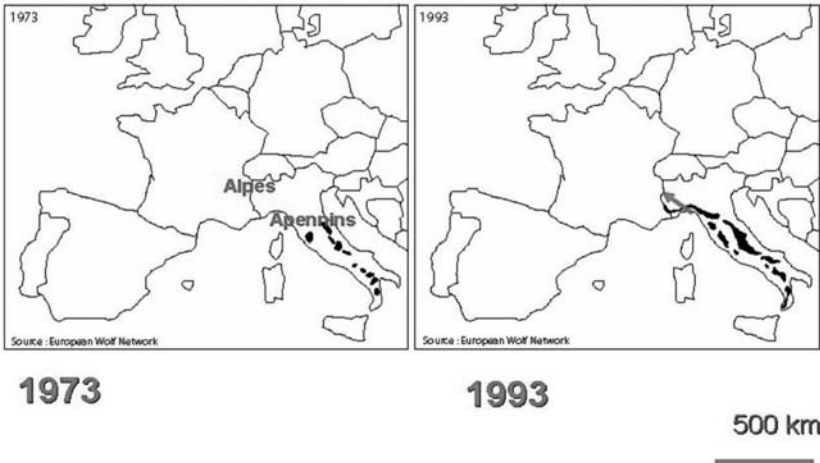 1973
Alpes
Apennins
Source : European Wolf Network
1993
Source : European Wolf Network
1973
1993
500 km